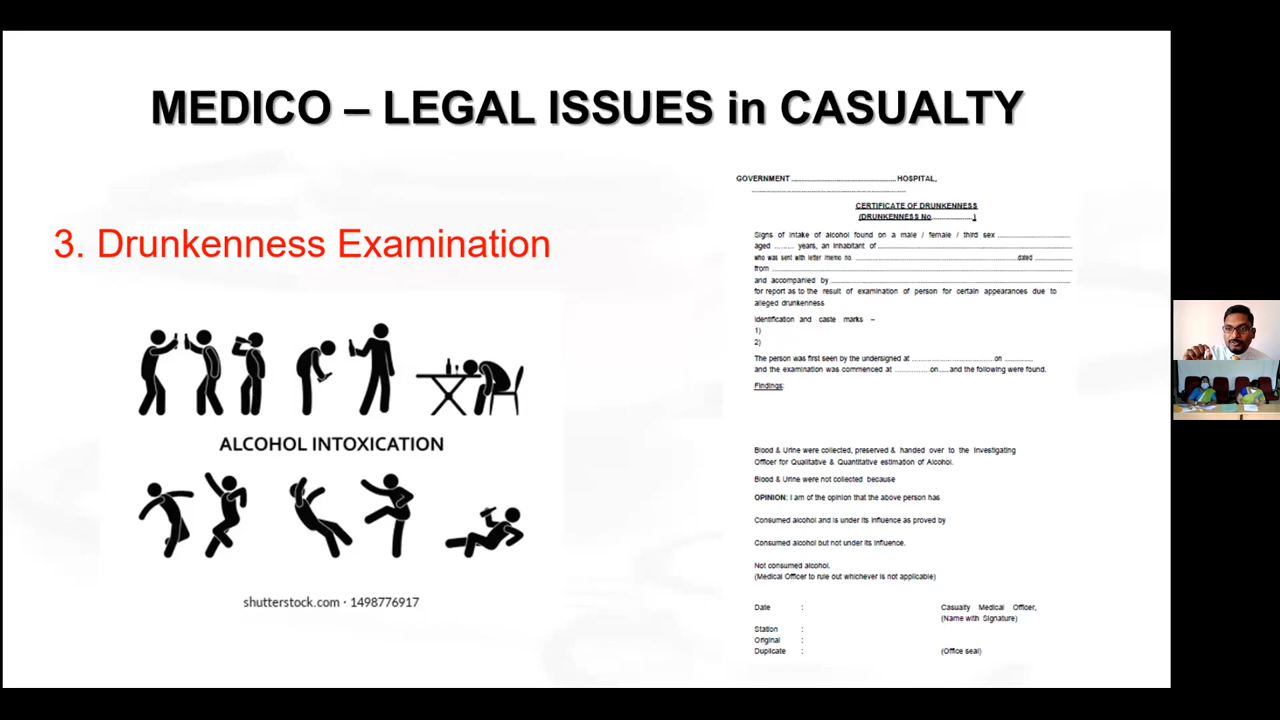 MEDICO – LEGAL ISSUES in CASUALTY
3. Drunkenness Examination
ALCOHOL INTOXICATION
shutterstock.com · 1498776917
GOVERNMENT ........................................ HOSPITAL,
............................................................
CERTIFICATE OF DRUNKENNESS
(DRUNKENNESS No...............)
Signs of intake of alcohol found on a male / female / third sex ............................
aged ......... years, an inhabitant of ............................................................
who was sent with letter /memo no. ............................................................dated ..............
from ............................................................
and accompanied by ............................................................
for report as to the result of examination of person for certain appearances due to
alleged drunkenness
Identification and caste marks –
1)
2)
The person was first seen by the undersigned at ................................on ...........
and the examination was commenced at ..............on.....and the following were found.
Findings:
Blood & Urine were collected, preserved & handed over to the Investigating
Officer for Qualitative & Quantitative estimation of Alcohol.
Blood & Urine were not collected because
OPINION: I am of the opinion that the above person has
Consumed alcohol and is under its influence as proved by
Consumed alcohol but not under its influence.
Not consumed alcohol.
(Medical Officer to rule out whichever is not applicable)
Date :
Station :
Original :
Duplicate :
Casualty Medical Officer,
(Name with Signature)
(Office seal)